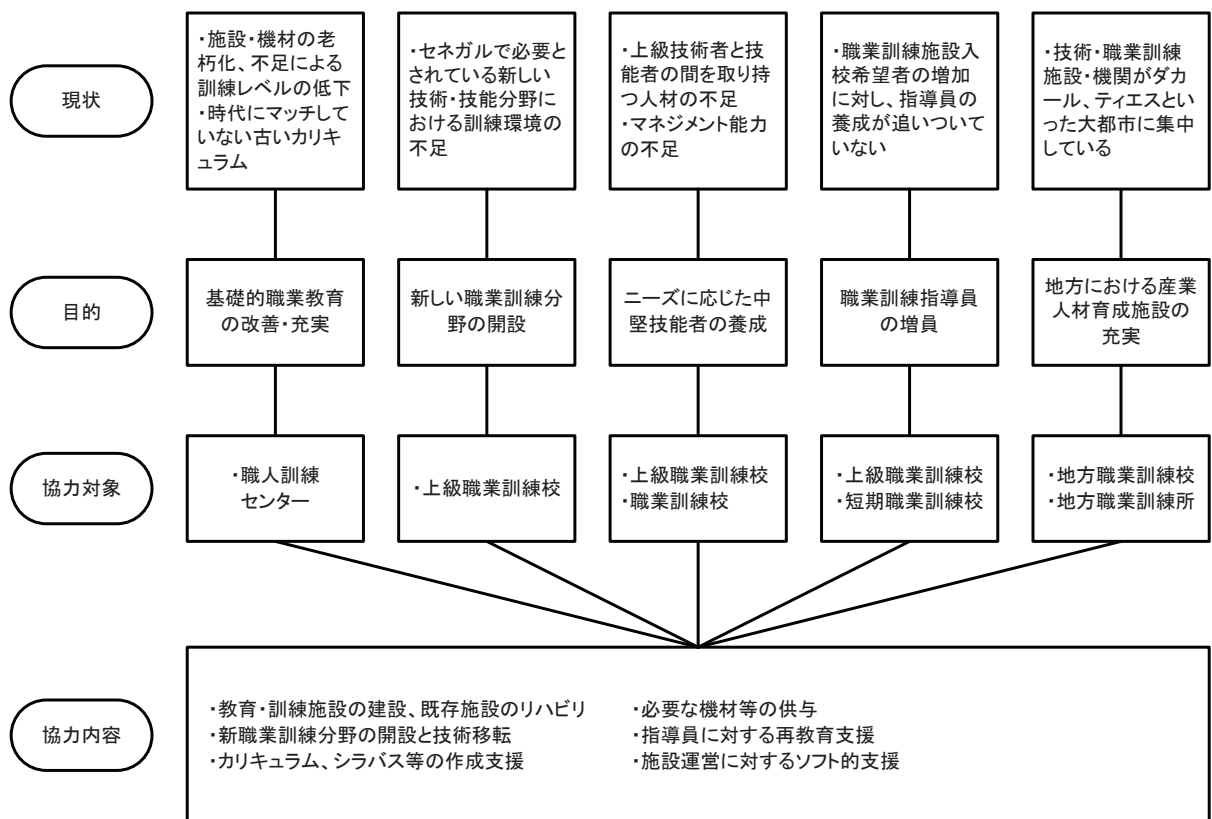 現状
・施設・機材の老
朽化、不足による
訓練レベルの低下
・時代にマッチして
いない古いカリキ
ュラム
・セネガルで必要と
されている新しい
技術・技能分野に
おける訓練環境の
不足
・上級技術者と技
能者の間を取り持
つ人材の不足
・マネジメント能力
の不足
・職業訓練施設入
校希望者の増加
に対し、指導員の
養成が追いついて
いない
・技術・職業訓練
施設・機関がダカ
ール、ティエスとい
った大都市に集中
している
目的
基礎的職業教育
の改善・充実
新しい職業訓練分
野の開設
ニーズに応じた中
堅技能者の養成
職業訓練指導員
の増員
地方における産業
人材育成施設の
充実
協力対象
・職人訓練
センター
・上級職業訓練校
・上級職業訓練校
・職業訓練校
・上級職業訓練校
・短期職業訓練校
・地方職業訓練校
・地方職業訓練所
協力内容
・教育・訓練施設の建設、既存施設のリハビリ
・新職業訓練分野の開設と技術移転
・カリキュラム、シラバス等の作成支援
・必要な機材等の供与
・指導員に対する再教育支援
・施設運営に対するソフト的支援